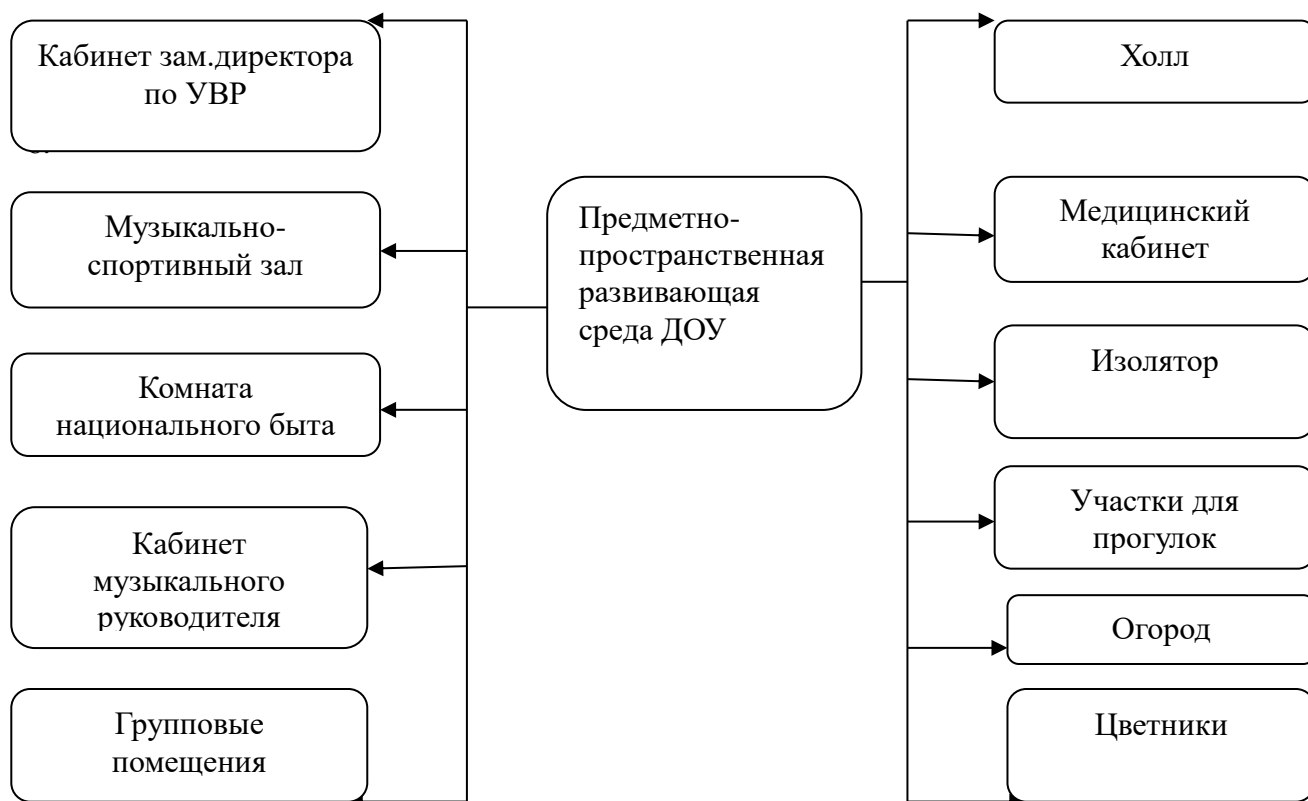 Кабинет зам.директора
по УВР
Музыкально-
спортивный зал
Комната
национального быта
Кабинет
музыкального
руководителя
Групповые
помещения
Предметно-
пространственная
развивающая
среда ДОУ
Холл
Медицинский
кабинет
Изолятор
Участки для
прогулок
Огород
Цветники